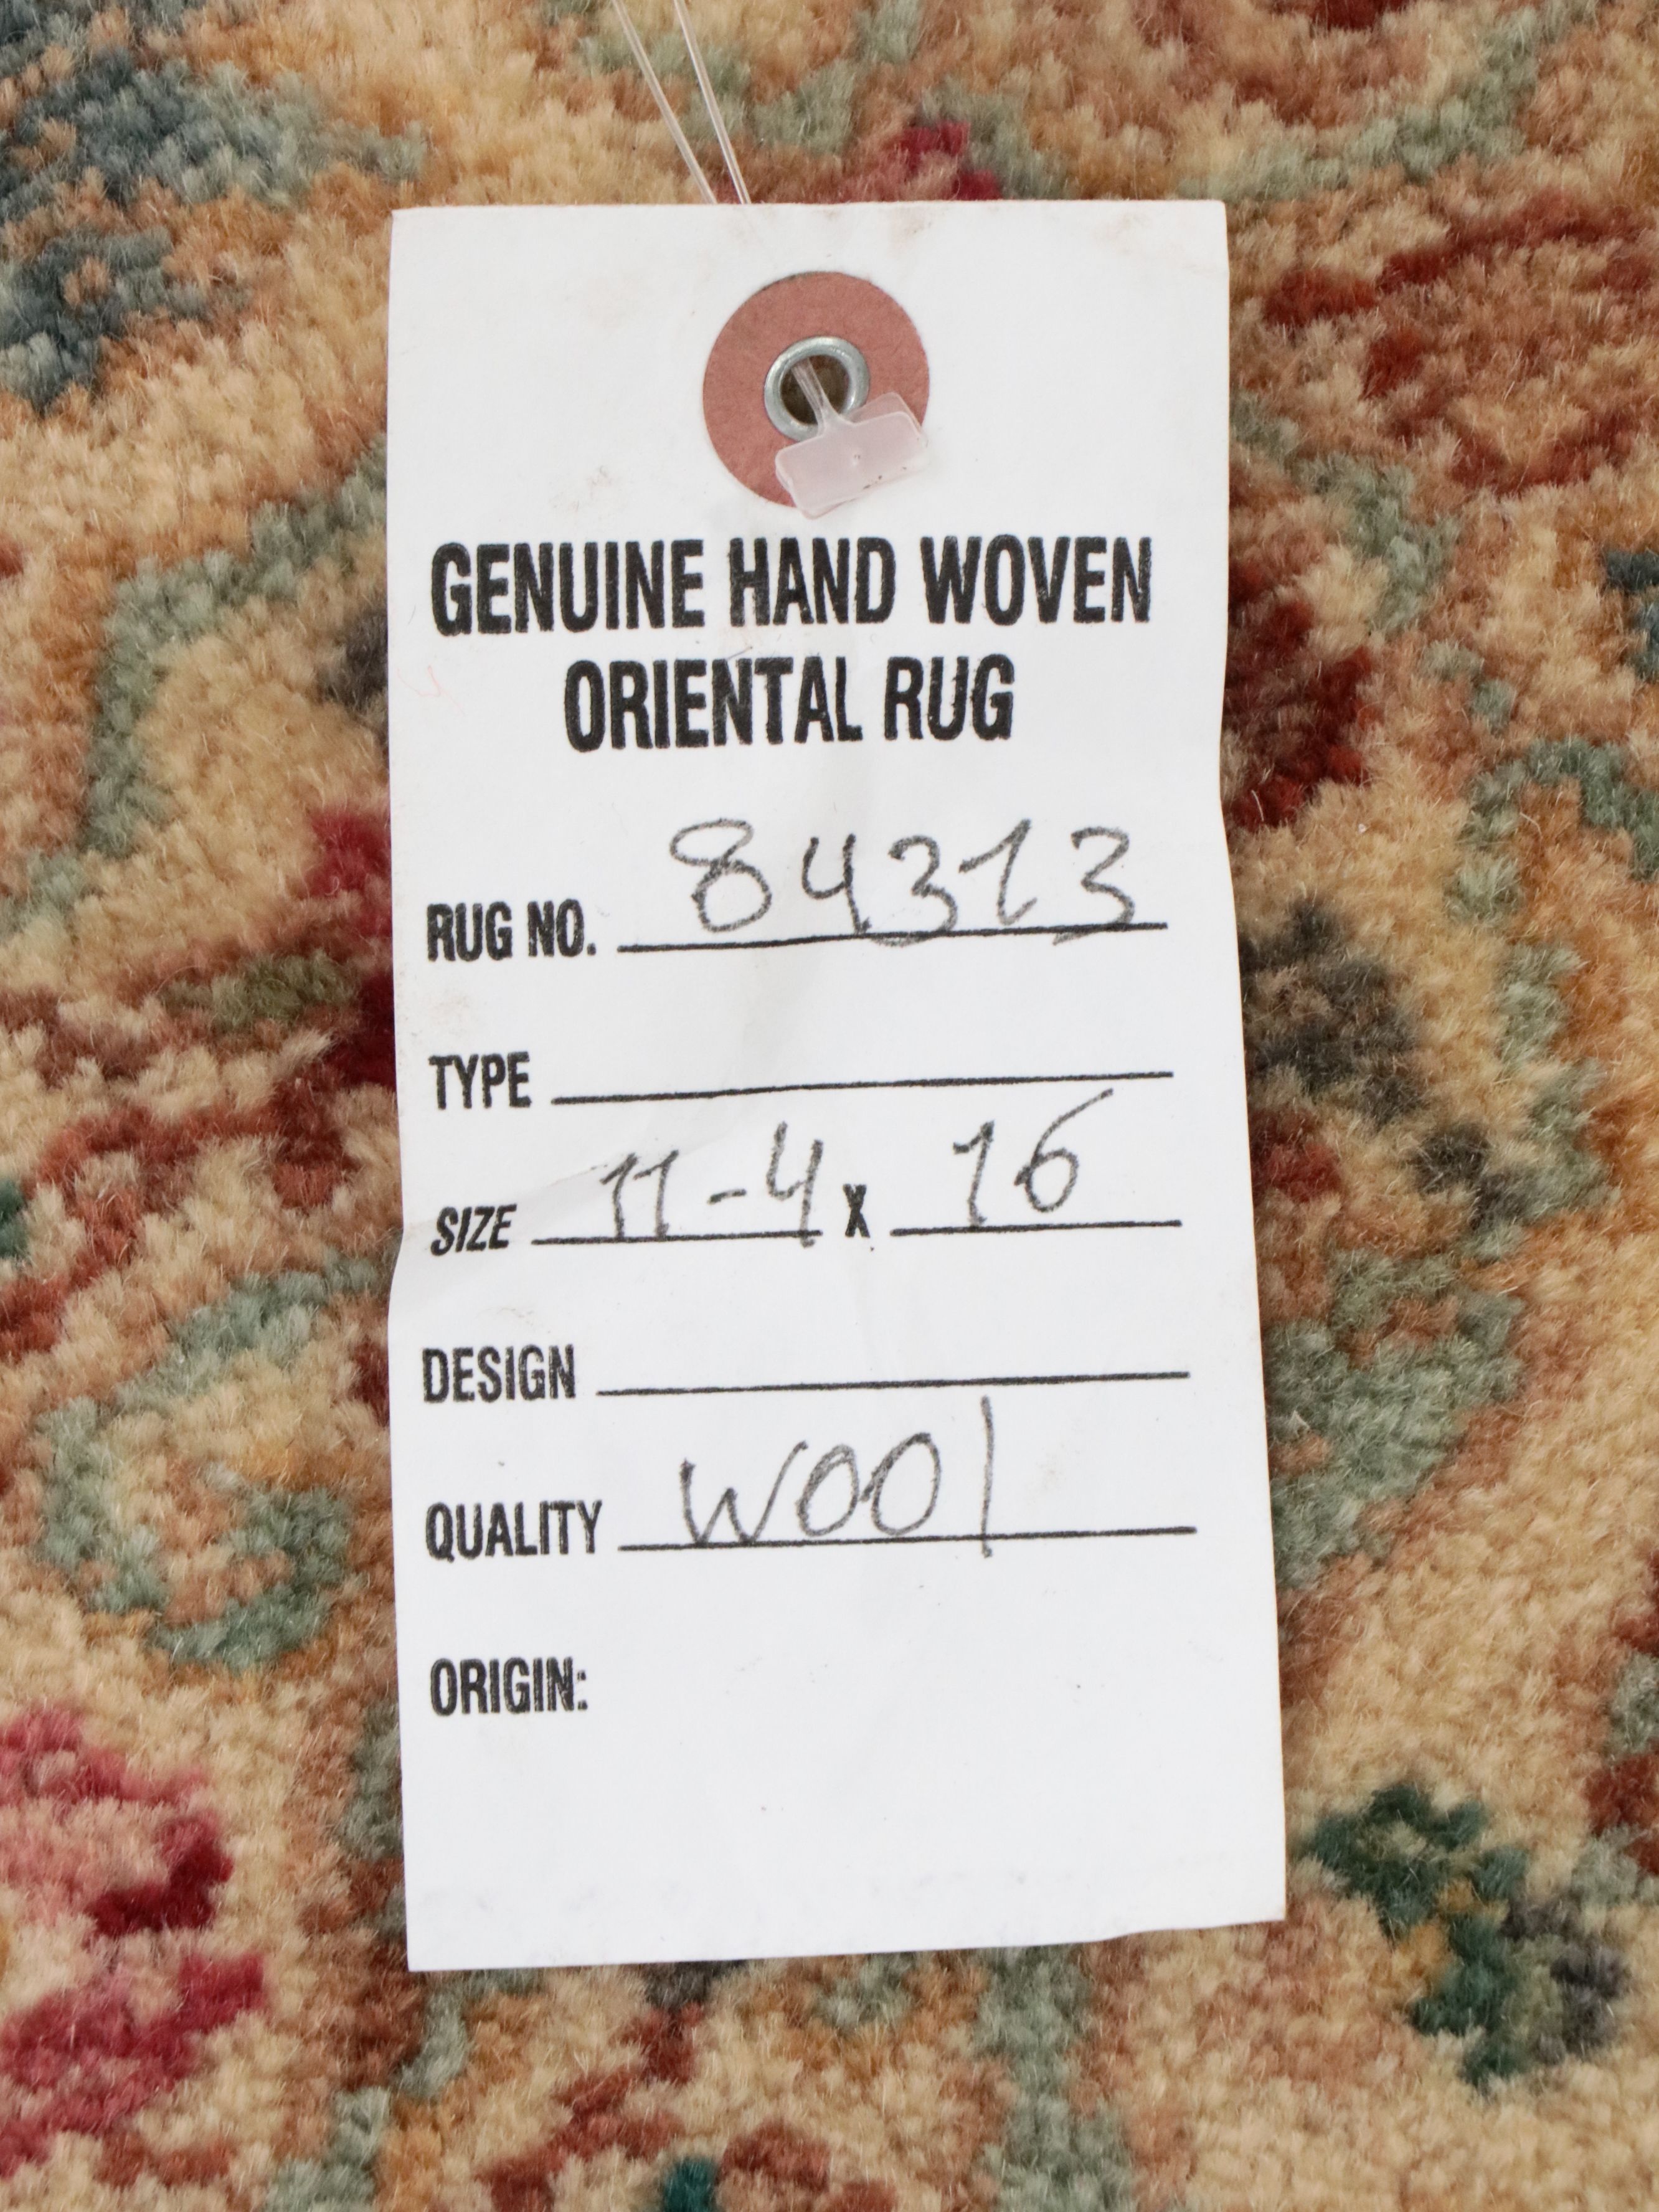 GENUINE HAND WOVEN
ORIENTAL RUG
RUG NO. 84313
TYPE
SIZE 11-4 x 16
DESIGN
QUALITY wool
ORIGIN: